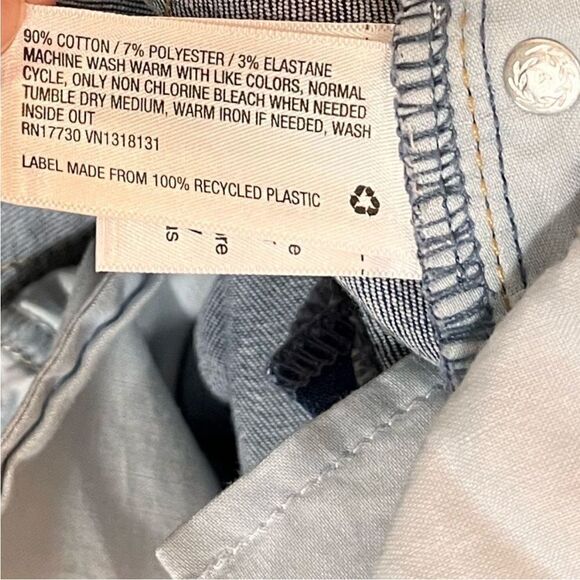 90% COTTON / 7% POLYESTER / 3% ELASTANE
MACHINE WASH WARM WITH LIKE COLORS, NORMAL
CYCLE, ONLY NON CHLORINE BLEACH WHEN NEEDED
TUMBLE DRY MEDIUM, WARM IRON IF NEEDED, WASH
INSIDE OUT
RN17730 VN1318131
LABEL MADE FROM 100% RECYCLED PLASTIC